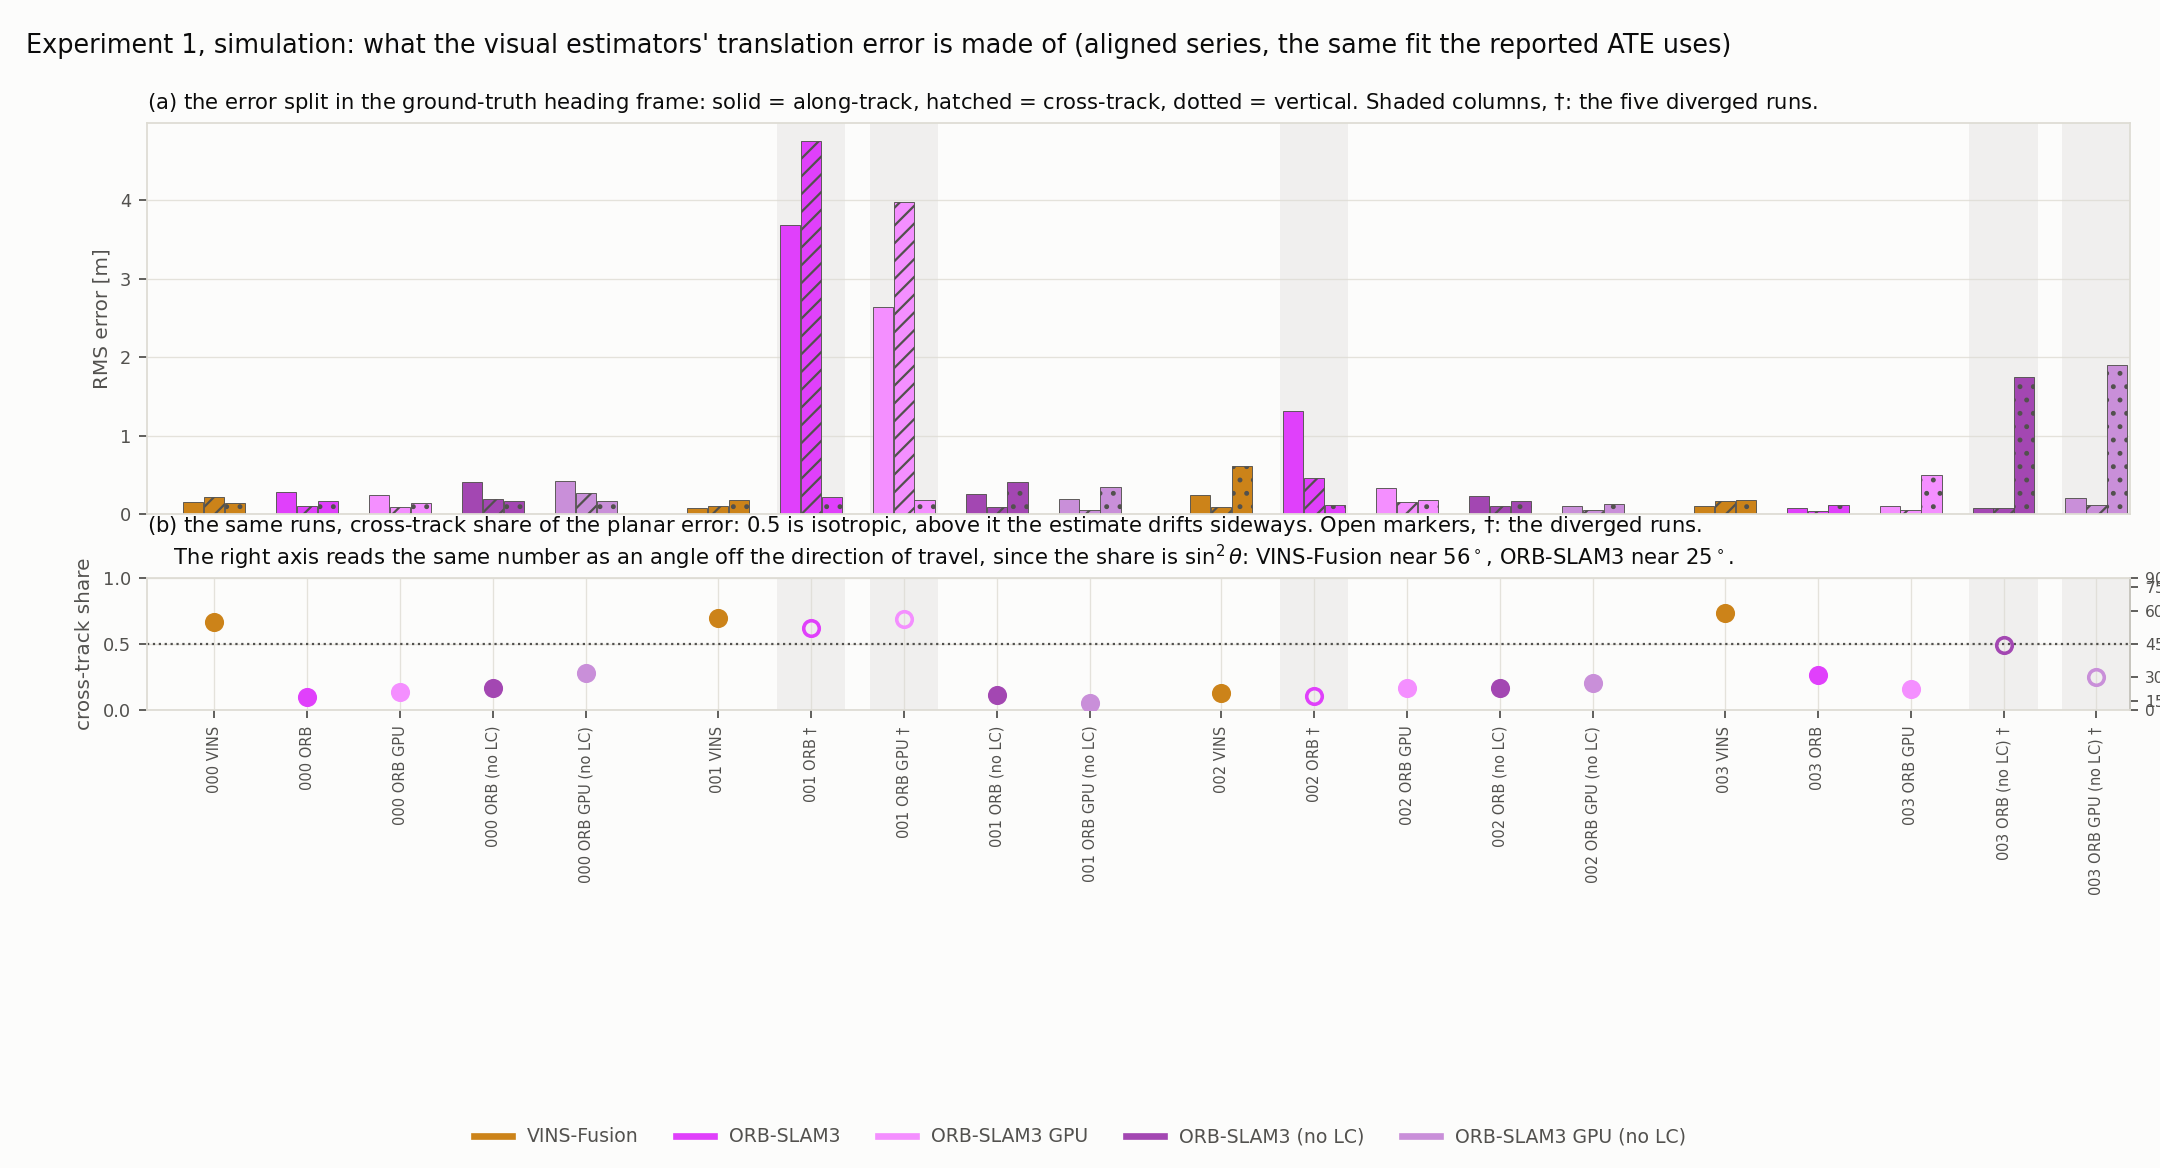 Experiment 1, simulation: what the visual estimators' translation error is made of (aligned series, the same fit the reported ATE uses)
(a) the error split in the ground-truth heading frame: solid = along-track, hatched = cross-track, dotted = vertical. Shaded columns, †: the five diverged runs.
RMS error [m]
4
3
2
1
0
(b) the same runs, cross-track share of the planar error: 0.5 is isotropic, above it the estimate drifts sideways. Open markers, †: the diverged runs.
The right axis reads the same number as an angle off the direction of travel, since the share is sin²θ: VINS-Fusion near 56°, ORB-SLAM3 near 25°.
cross-track share
1.0
0.5
0.0
60
45
30
0
000 VINS
000 ORB
000 ORB GPU
000 ORB (no LC)
000 ORB GPU (no LC)
001 VINS
001 ORB †
001 ORB GPU †
001 ORB (no LC)
001 ORB GPU (no LC)
002 VINS
002 ORB †
002 ORB GPU
002 ORB (no LC)
002 ORB GPU (no LC)
003 VINS
003 ORB
003 ORB GPU
003 ORB (no LC) †
003 ORB GPU (no LC) †
VINS-Fusion
ORB-SLAM3
ORB-SLAM3 GPU
ORB-SLAM3 (no LC)
ORB-SLAM3 GPU (no LC)